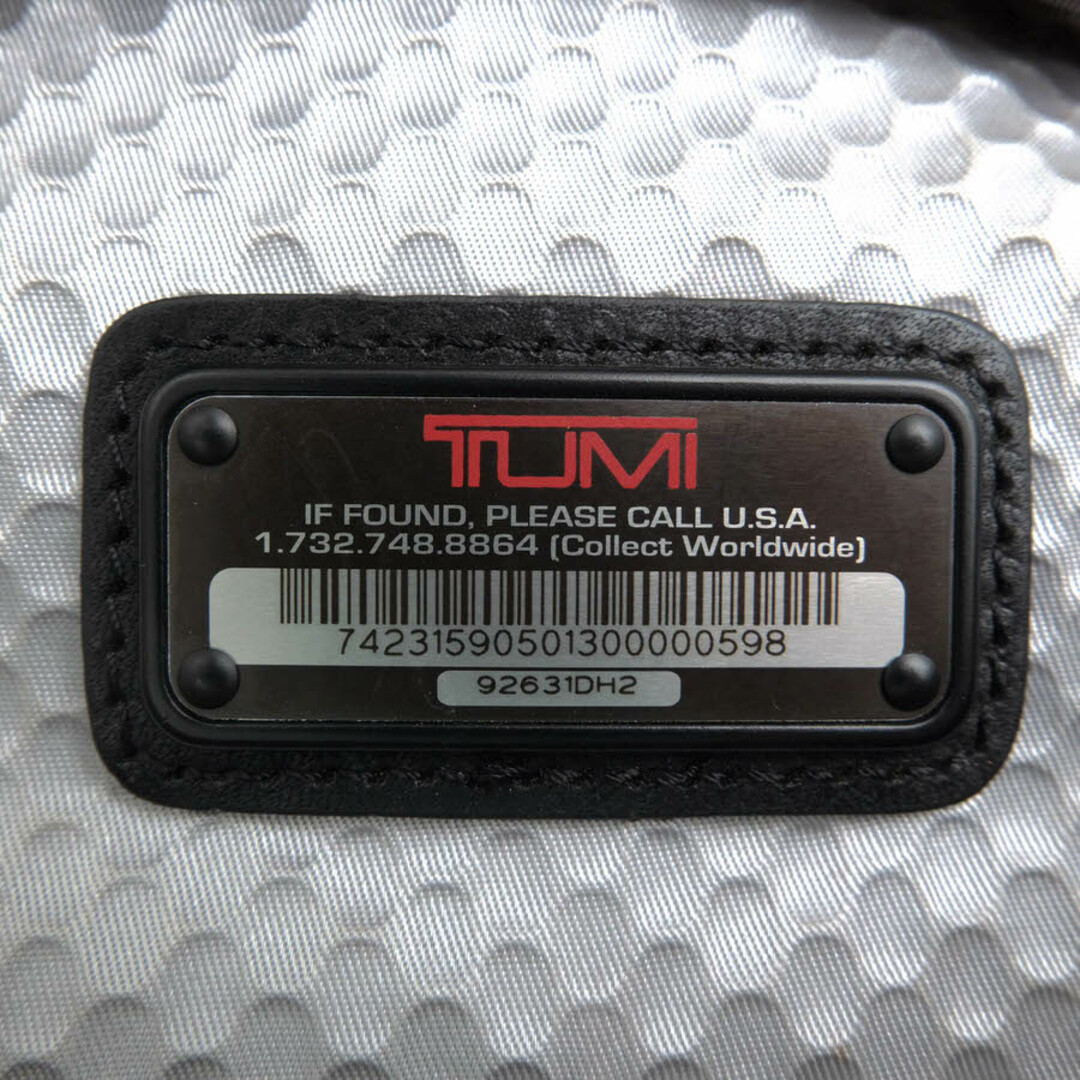 TUMI
IF FOUND, PLEASE CALL U.S.A.
1.732.748.8864 (Collect Worldwide)
74231590501300000598
92631DH2